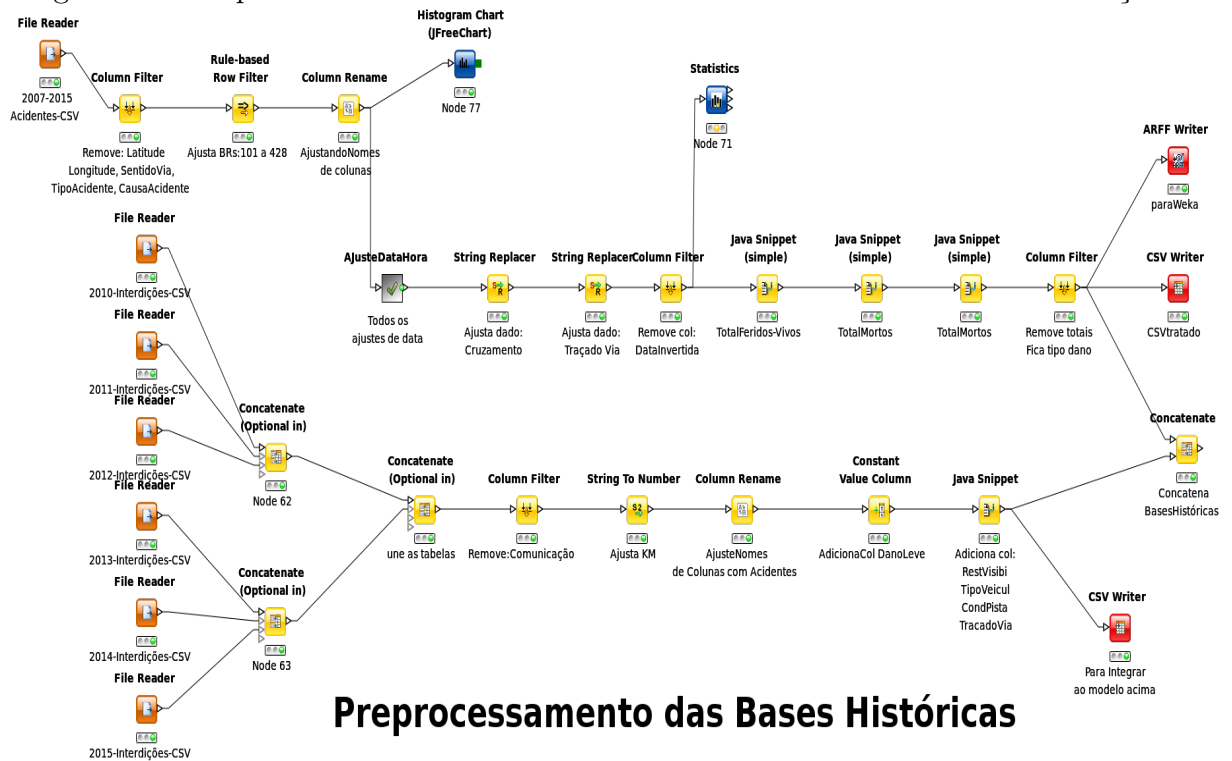 File Reader
2007-2015
Acidentes-CSV
Column Filter
Remove: Latitude
Longitude, SentidoVia,
TipoAcidente, CausaAcidente
Rule-based
Row Filter
Ajusta BRs:101 a 428
Column Rename
AjustandoNomes
de colunas
Histogram Chart
(JFreeChart)
Node 77
Statistics
Node 71
AJusteDataHora
Todos os
ajustes de data
String Replacer
Ajusta dado:
Cruzamento
String Replacer
Ajusta dado:
Traçado Via
Column Filter
Remove col:
DataInvertida
Java Snippet
(simple)
TotalFeridos-Vivos
Java Snippet
(simple)
TotalMortos
Java Snippet
(simple)
TotalMortos
Column Filter
Remove totais
Fica tipo dano
ARFF Writer
paraWeka
CSV Writer
CSVtratado
Concatenate
Concatena
BasesHistóricas
File Reader
2010-Interdições-CSV
File Reader
2011-Interdições-CSV
File Reader
2012-Interdições-CSV
File Reader
2013-Interdições-CSV
File Reader
2014-Interdições-CSV
File Reader
2015-Interdições-CSV
Concatenate
(Optional in)
Node 62
Concatenate
(Optional in)
Node 63
Concatenate
(Optional in)
une as tabelas
Column Filter
Remove:Comunicação
String To Number
Ajusta KM
Column Rename
AjusteNomes
de Colunas com Acidentes
Constant
Value Column
AdicionaCol DanoLeve
Java Snippet
Adiciona col:
RestVisibi
TipoVeicul
CondPista
TracadoVia
CSV Writer
Para Integrar
ao modelo acima
Preprocessamento das Bases Históricas